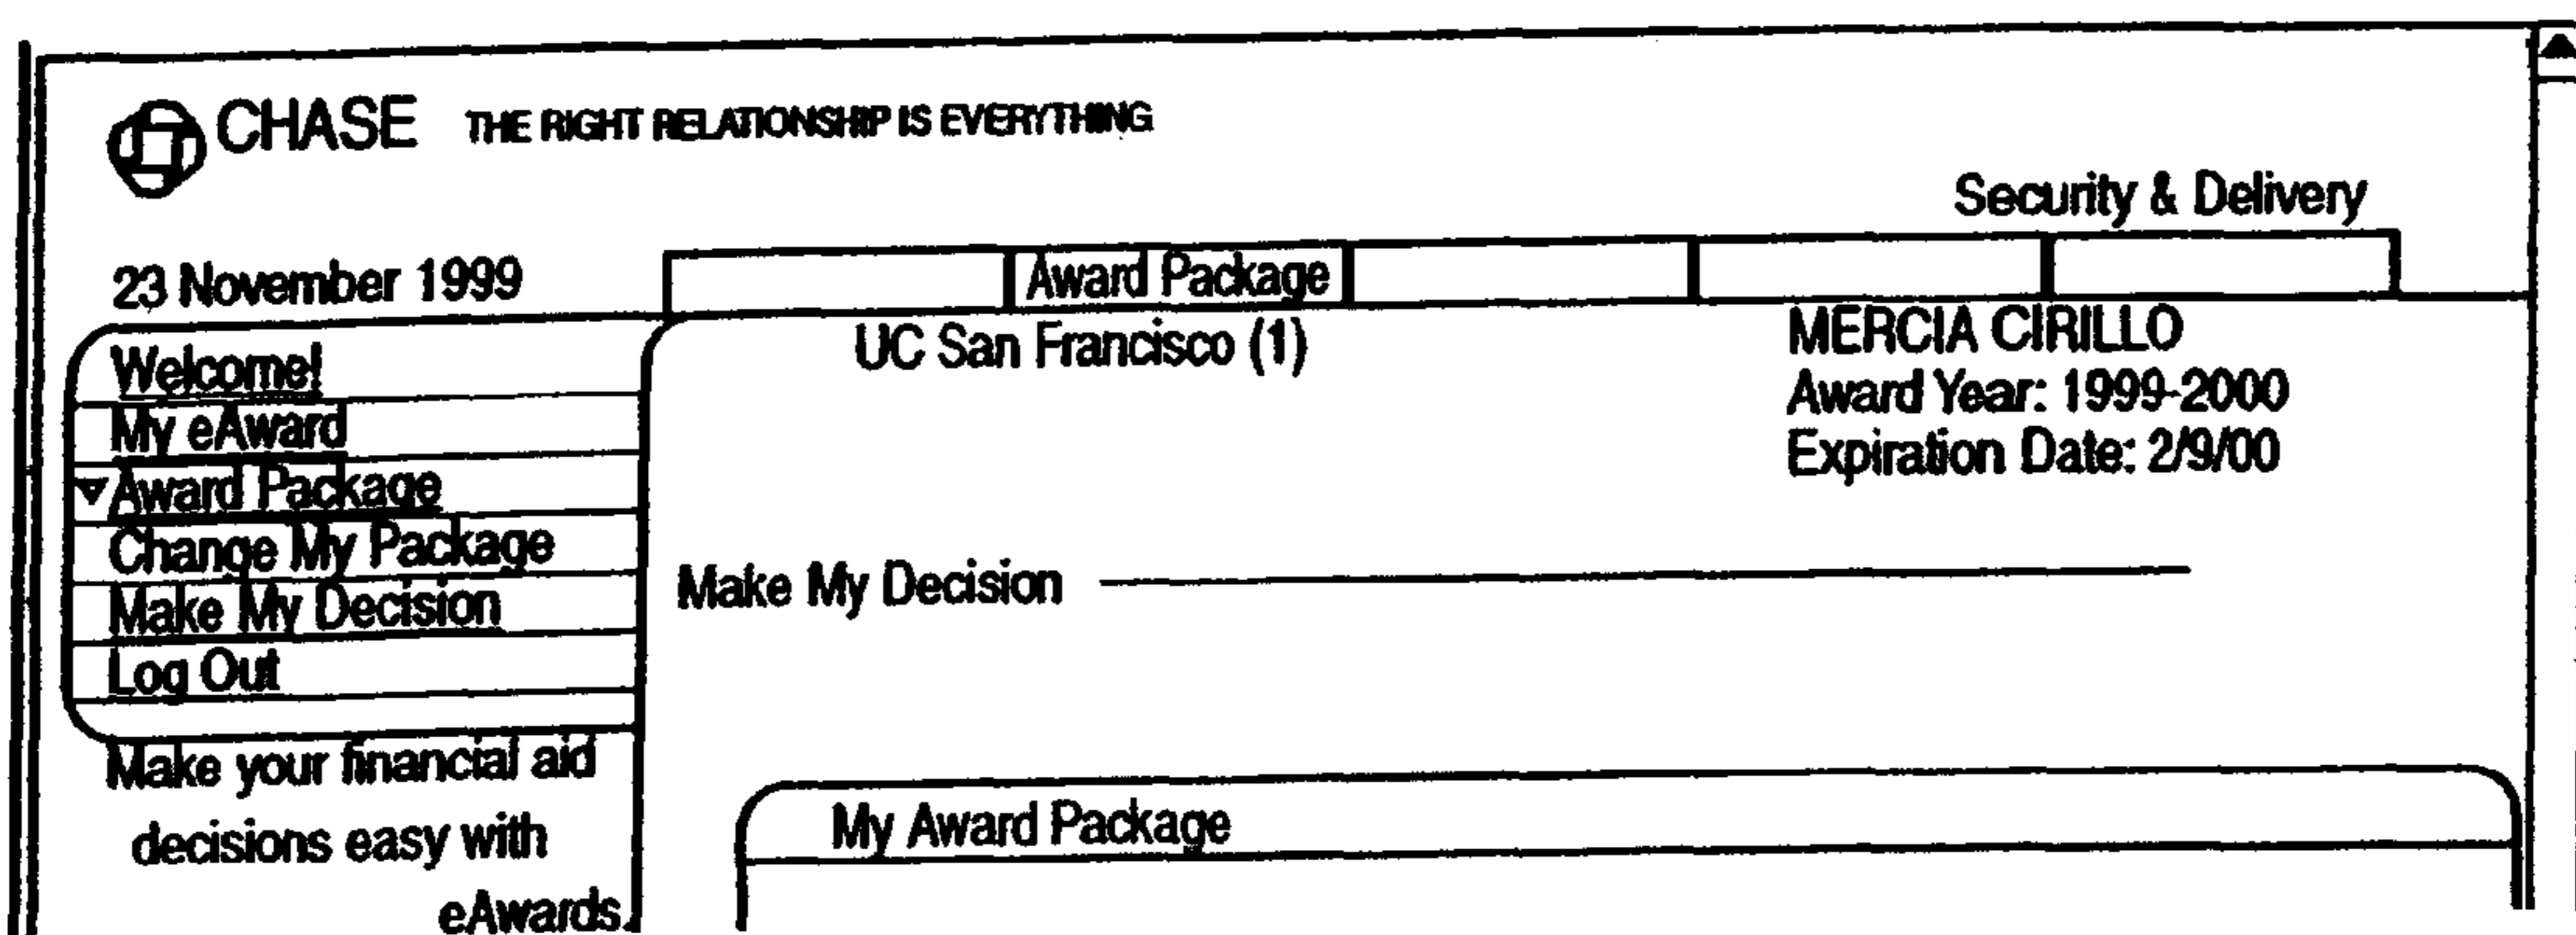 CHASE THE RIGHT RELATIONSHIP IS EVERYTHING
Security & Delivery
23 November 1999
Award Package
Welcome!
My eAward
Award Package
Change My Package
Make My Decision
Log Out
Make your financial aid
decisions easy with
eAwards.
UC San Francisco (1)
MERCIA CIRILLO
Award Year: 1999-2000
Expiration Date: 2/9/00
Make My Decision
My Award Package